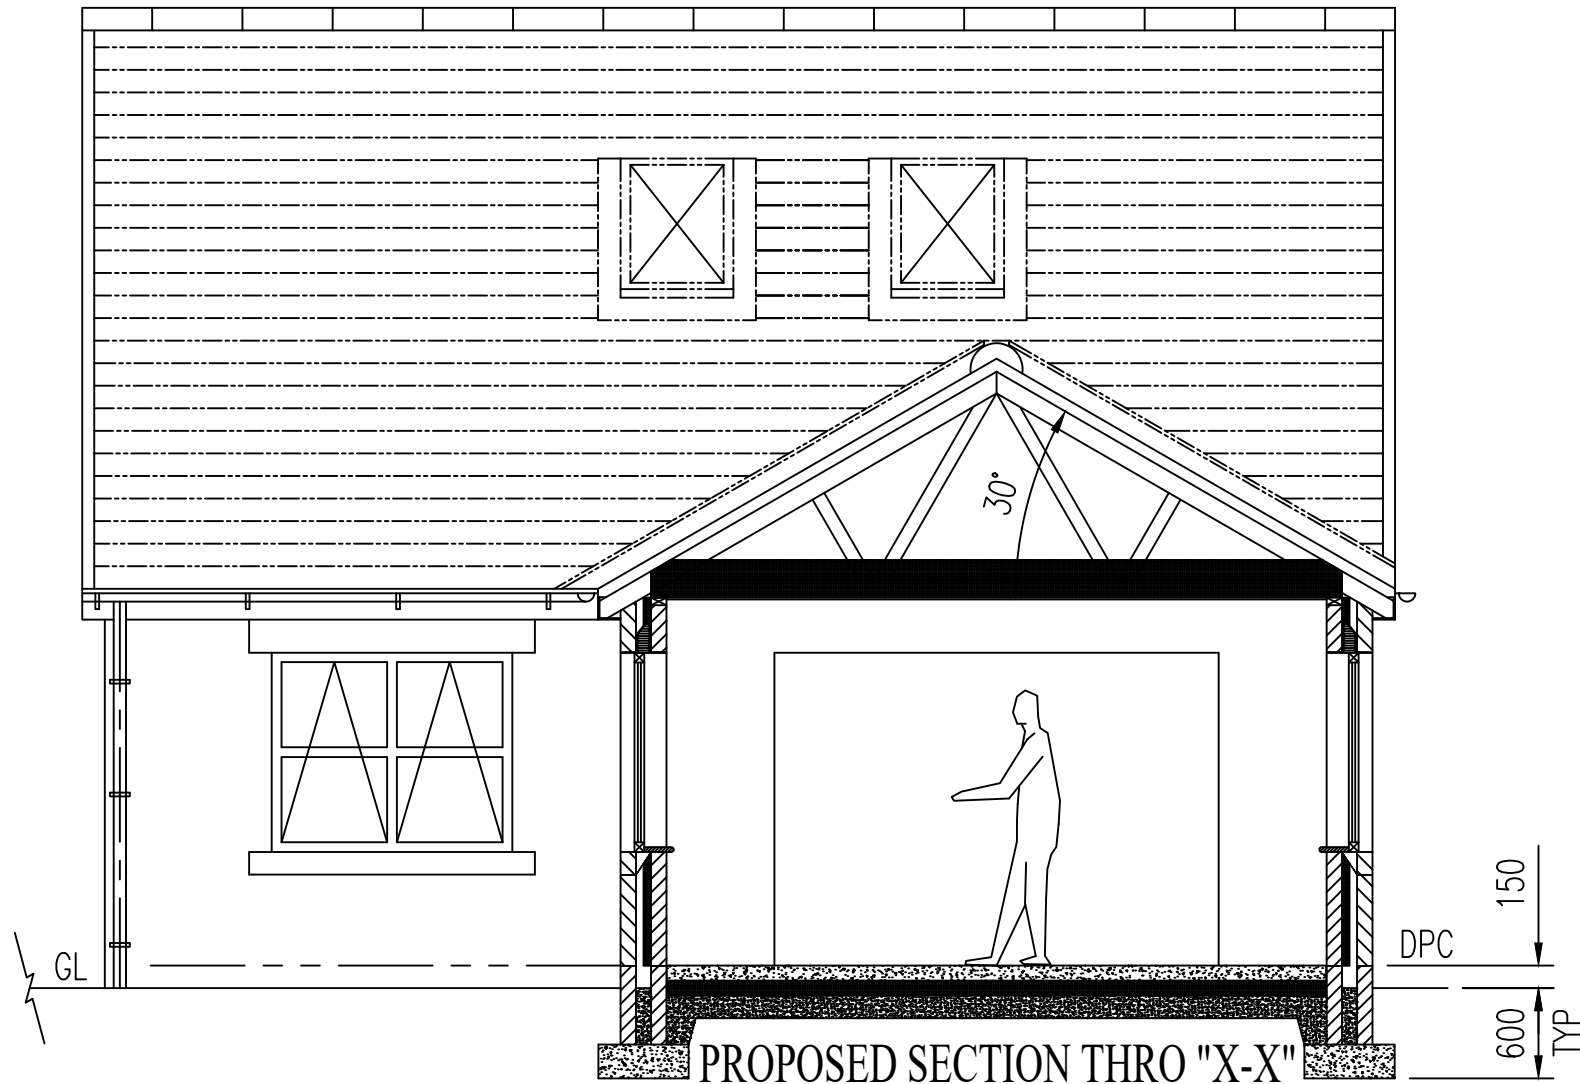 30°
150
DPC
GL
600
TYP
PROPOSED SECTION THRO "X-X"